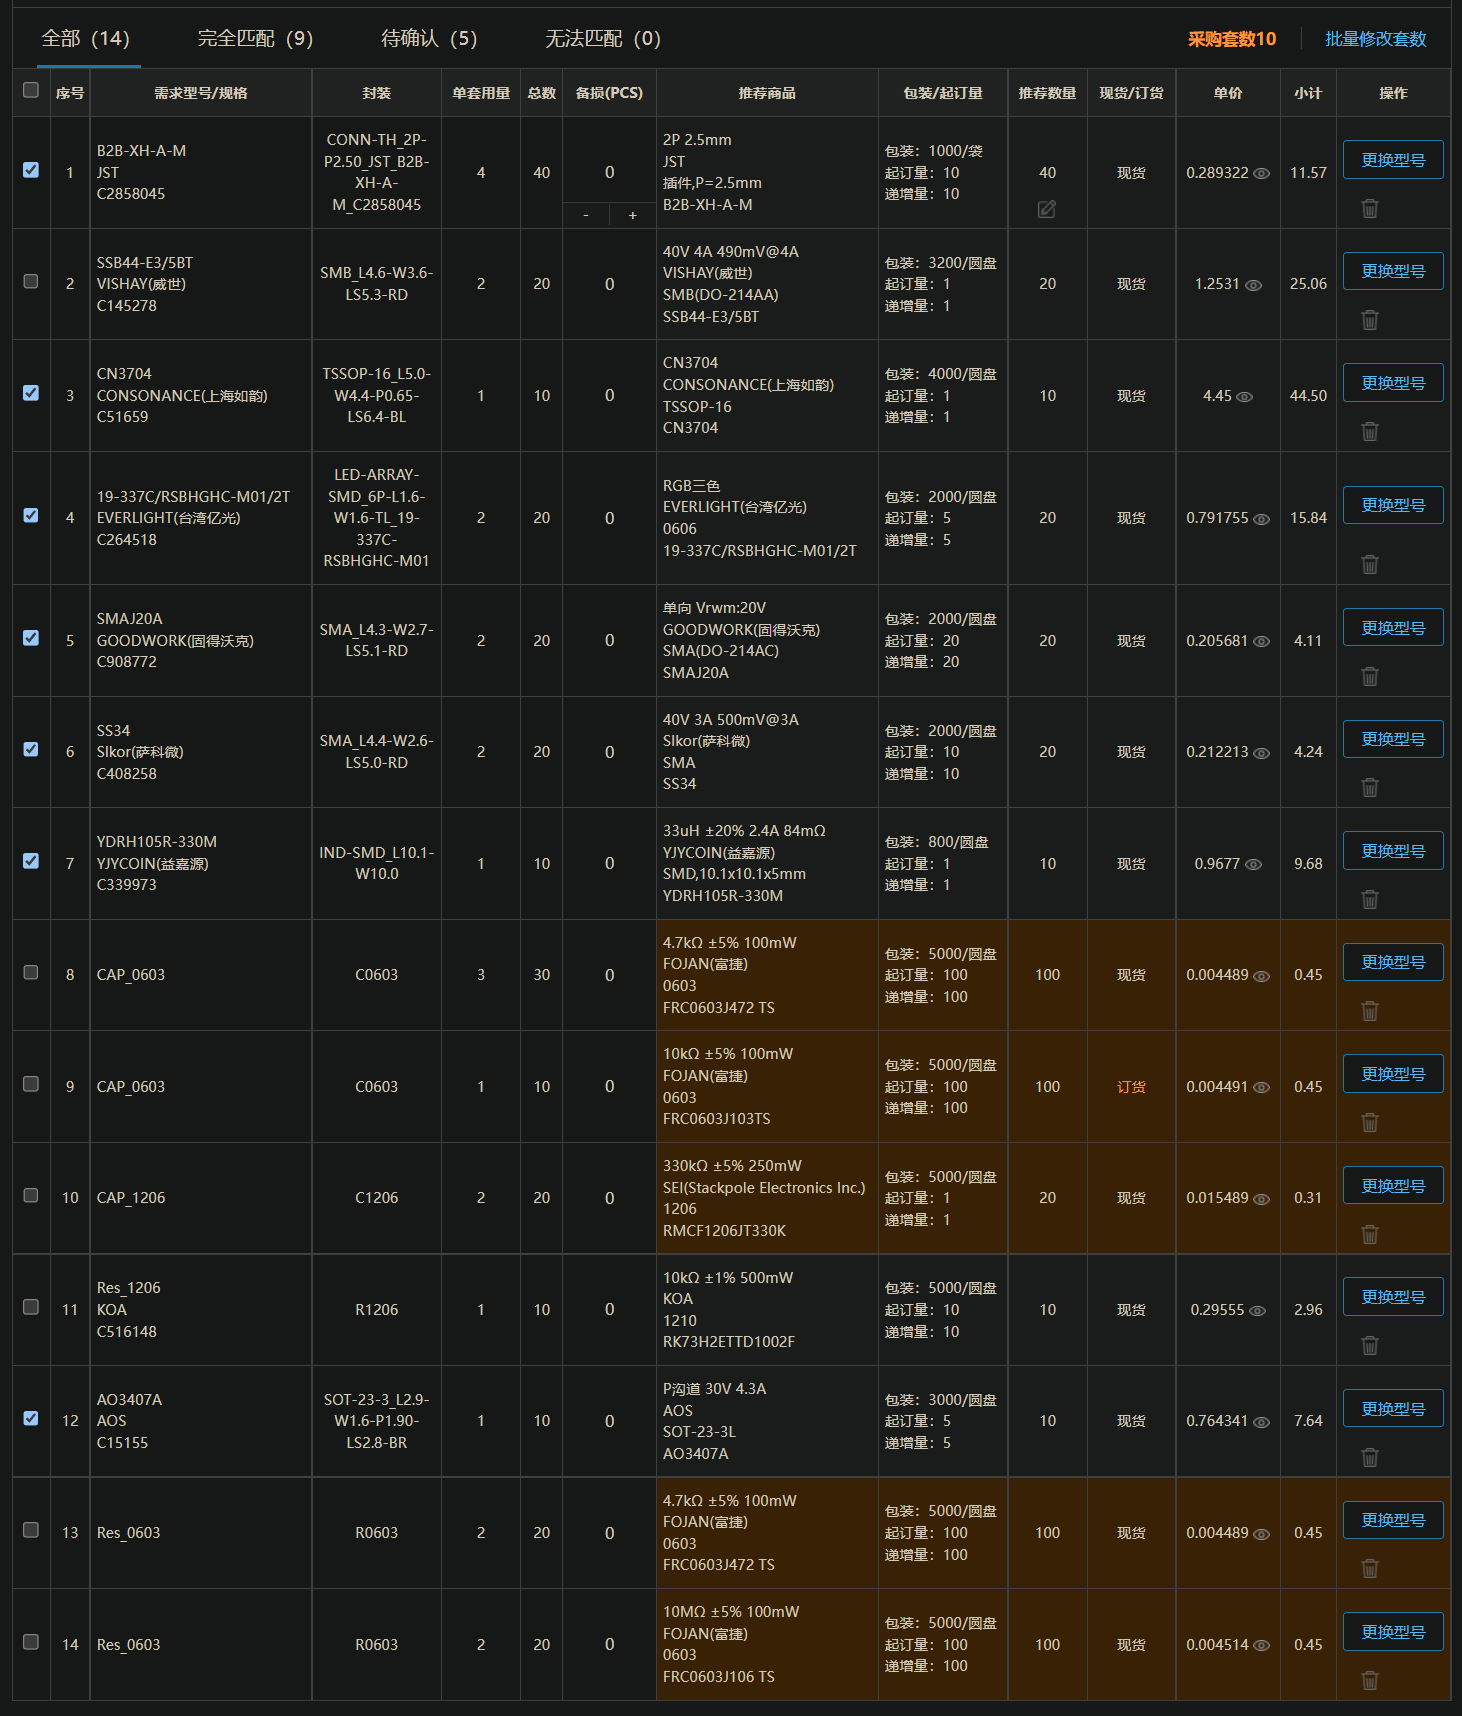 全部（14） 完全匹配（9） 待确认（5） 无法匹配（0） 采购套数10 批量修改套数
序号 需求型号/规格 封装 单套用量 总数 备损(PCS) 推荐商品 包装/起订量 推荐数量 现货/订货 单价 小计 操作
1
B2B-XH-A-M
JST
C2858045
CONN-TH_2P-
P2.50_JST_B2B-
XH-A-
M_C2858045
4
40
0
- +
2P 2.5mm
JST
插件,P=2.5mm
B2B-XH-A-M
包装：1000/袋
起订量：10
递增量：10
40
现货
0.289322
11.57
更换型号
2
SSB44-E3/5BT
VISHAY(威世)
C145278
SMB_L4.6-W3.6-
LS5.3-RD
2
20
0
40V 4A 490mV@4A
VISHAY(威世)
SMB(DO-214AA)
SSB44-E3/5BT
包装：3200/圆盘
起订量：1
递增量：1
20
现货
1.2531
25.06
更换型号
3
CN3704
CONSONANCE(上海如韵)
C51659
TSSOP-16_L5.0-
W4.4-P0.65-
LS6.4-BL
1
10
0
CN3704
CONSONANCE(上海如韵)
TSSOP-16
CN3704
包装：4000/圆盘
起订量：1
递增量：1
10
现货
4.45
44.50
更换型号
4
19-337C/RSBHGHC-M01/2T
EVERLIGHT(台湾亿光)
C264518
LED-ARRAY-
SMD_6P-L1.6-
W1.6-TL_19-
337C-
RSBHGHC-M01
2
20
0
RGB三色
EVERLIGHT(台湾亿光)
0606
19-337C/RSBHGHC-M01/2T
包装：2000/圆盘
起订量：5
递增量：5
20
现货
0.791755
15.84
更换型号
5
SMAJ20A
GOODWORK(固得沃克)
C908772
SMA_L4.3-W2.7-
LS5.1-RD
2
20
0
单向 Vrwm:20V
GOODWORK(固得沃克)
SMA(DO-214AC)
SMAJ20A
包装：2000/圆盘
起订量：20
递增量：20
20
现货
0.205681
4.11
更换型号
6
SS34
Slkor(萨科微)
C408258
SMA_L4.4-W2.6-
LS5.0-RD
2
20
0
40V 3A 500mV@3A
Slkor(萨科微)
SMA
SS34
包装：2000/圆盘
起订量：10
递增量：10
20
现货
0.212213
4.24
更换型号
7
YDRH105R-330M
YJYCOIN(益嘉源)
C339973
IND-SMD_L10.1-
W10.0
1
10
0
33uH ±20% 2.4A 84mΩ
YJYCOIN(益嘉源)
SMD,10.1x10.1x5mm
YDRH105R-330M
包装：800/圆盘
起订量：1
递增量：1
10
现货
0.9677
9.68
更换型号
8
CAP_0603
C0603
3
30
0
4.7kΩ ±5% 100mW
FOJAN(富捷)
0603
FRC0603J472 TS
包装：5000/圆盘
起订量：100
递增量：100
100
现货
0.004489
0.45
更换型号
9
CAP_0603
C0603
1
10
0
10kΩ ±5% 100mW
FOJAN(富捷)
0603
FRC0603J103TS
包装：5000/圆盘
起订量：100
递增量：100
100
订货
0.004491
0.45
更换型号
10
CAP_1206
C1206
2
20
0
330kΩ ±5% 250mW
SEI(Stackpole Electronics Inc.)
1206
RMCF1206JT330K
包装：5000/圆盘
起订量：1
递增量：1
20
现货
0.015489
0.31
更换型号
11
Res_1206
KOA
C516148
R1206
1
10
0
10kΩ ±1% 500mW
KOA
1210
RK73H2ETTD1002F
包装：5000/圆盘
起订量：10
递增量：10
10
现货
0.29555
2.96
更换型号
12
AO3407A
AOS
C15155
SOT-23-3_L2.9-
W1.6-P1.90-
LS2.8-BR
1
10
0
P沟道 30V 4.3A
AOS
SOT-23-3L
AO3407A
包装：3000/圆盘
起订量：5
递增量：5
10
现货
0.764341
7.64
更换型号
13
Res_0603
R0603
2
20
0
4.7kΩ ±5% 100mW
FOJAN(富捷)
0603
FRC0603J472 TS
包装：5000/圆盘
起订量：100
递增量：100
100
现货
0.004489
0.45
更换型号
14
Res_0603
R0603
2
20
0
10MΩ ±5% 100mW
FOJAN(富捷)
0603
FRC0603J106 TS
包装：5000/圆盘
起订量：100
递增量：100
100
现货
0.004514
0.45
更换型号